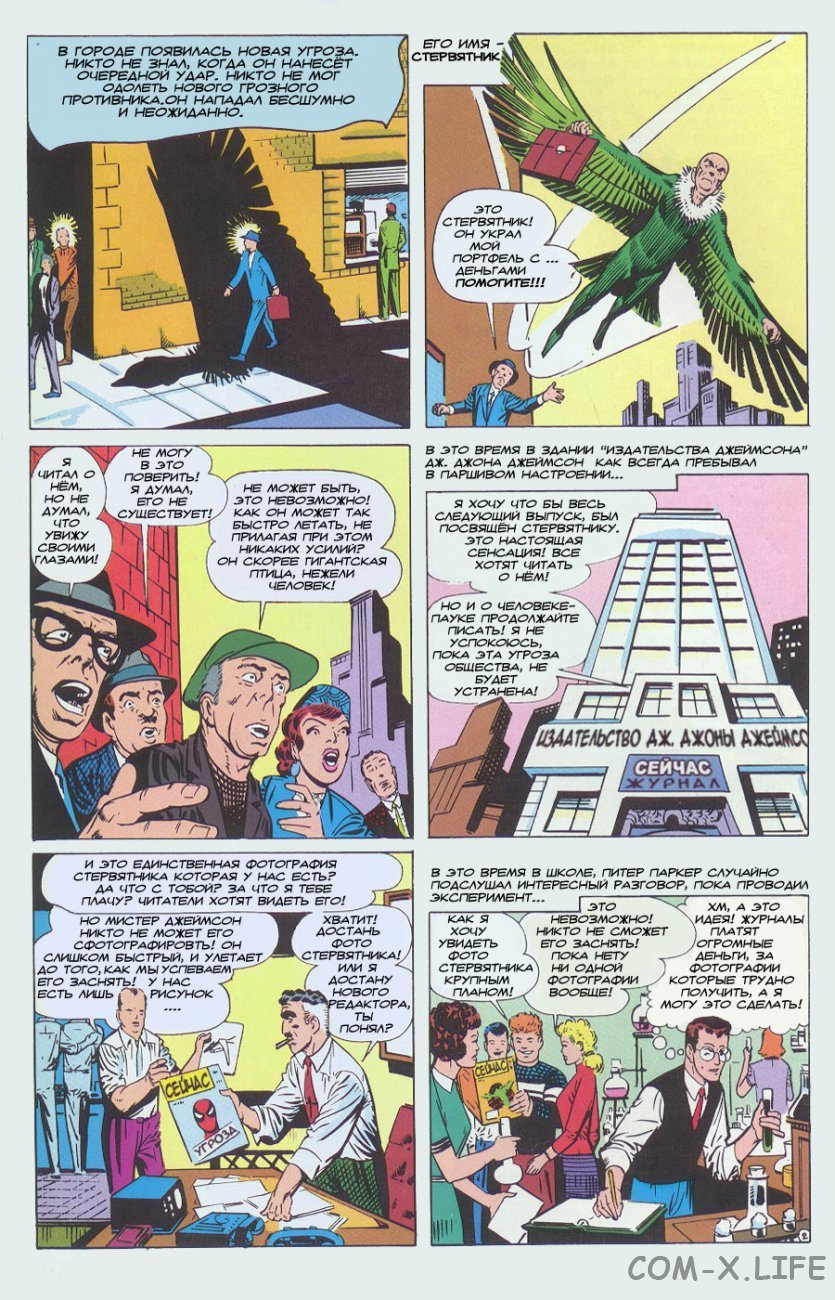 В ГОРОДЕ ПОЯВИЛАСЬ НОВАЯ УГРОЗА.
НИКТО НЕ ЗНАЛ, КОГДА ОН НАНЕСЁТ
ОЧЕРЕДНОЙ УДАР. НИКТО НЕ МОГ
ОДОЛЕТЬ НОВОГО ГРОЗНОГО
ПРОТИВНИКА.ОН НАПАДАЛ БЕСШУМНО
И НЕОЖИДАННО.
ЕГО ИМЯ -
СТЕРВЯТНИК
ЭТО
СТЕРВЯТНИК!
ОН УКРАЛ
МОЙ
ПОРТФЕЛЬ С ...
ДЕНЬГАМИ
ПОМОГИТЕ!!!
Я
ЧИТАЛ О
НЁМ,
НО НЕ
ДУМАЛ,
ЧТО
УВИЖУ
СВОИМИ
ГЛАЗАМИ!
НЕ МОГУ
В ЭТО
ПОВЕРИТЬ!
Я ДУМАЛ,
ЕГО НЕ
СУЩЕСТВУЕТ!
НЕ МОЖЕТ БЫТЬ,
ЭТО НЕВОЗМОЖНО!
КАК ОН МОЖЕТ ТАК
БЫСТРО ЛЕТАТЬ, НЕ
ПРИЛАГАЯ ПРИ ЭТОМ
НИКАКИХ УСИЛИЙ?
ОН СКОРЕЕ ГИГАНТСКАЯ
ПТИЦА, НЕЖЕЛИ
ЧЕЛОВЕК!
В ЭТО ВРЕМЯ В ЗДАНИИ "ИЗДАТЕЛЬСТВА ДЖЕЙМСОНА"
ДЖ. ДЖОНА ДЖЕЙМСОН КАК ВСЕГДА ПРЕБЫВАЛ
В ПАРШИВОМ НАСТРОЕНИИ...
Я ХОЧУ ЧТО БЫ ВЕСЬ
СЛЕДУЮЩИЙ ВЫПУСК, БЫЛ
ПОСВЯЩЁН СТЕРВЯТНИКУ.
ЭТО НАСТОЯЩАЯ
СЕНСАЦИЯ! ВСЕ
ХОТЯТ ЧИТАТЬ
О НЁМ!
НО И О ЧЕЛОВЕКЕ-
ПАУКЕ ПРОДОЛЖАЙТЕ
ПИСАТЬ! Я НЕ
УСПОКОЮСЬ,
ПОКА ЭТА УГРОЗА
ОБЩЕСТВА, НЕ
БУДЕТ
УСТРАНЕНА!
ИЗДАТЕЛЬСТВО ДЖ. ДЖОНЫ ДЖЕЙМСО
СЕЙЧАС
ЖУРНАЛ
И ЭТО ЕДИНСТВЕННАЯ ФОТОГРАФИЯ
СТЕРВЯТНИКА КОТОРАЯ У НАС ЕСТЬ?
ДА ЧТО С ТОБОЙ? ЗА ЧТО Я ТЕБЕ
ПЛАЧУ? ЧИТАТЕЛИ ХОТЯТ ВИДЕТЬ ЕГО!
НО МИСТЕР ДЖЕЙМСОН
НИКТО НЕ МОЖЕТ ЕГО
СФОТОГРАФИРОВТЬ! ОН
СЛИШКОМ БЫСТРЫЙ, И УЛЕТАЕТ
ДО ТОГО, КАК МЫ УСПЕВАЕМ
ЕГО ЗАСНЯТЬ! У НАС
ЕСТЬ ЛИШЬ РИСУНОК
....
ХВАТИТ!
ДОСТАНЬ
ФОТО
СТЕРВЯТНИКА!
ИЛИ Я
ДОСТАНУ
НОВОГО
РЕДАКТОРА,
ТЫ
ПОНЯЛ?
СЕЙЧАС
УГРОЗА
В ЭТО ВРЕМЯ В ШКОЛЕ, ПИТЕР ПАРКЕР СЛУЧАЙНО
ПОДСЛУШАЛ ИНТЕРЕСНЫЙ РАЗГОВОР, ПОКА ПРОВОДИЛ
ЭКСПЕРИМЕНТ...
КАК Я
ХОЧУ
УВИДЕТЬ
ФОТО
СТЕРВЯТНИКА
КРУПНЫМ
ПЛАНОМ!
ЭТО
НЕВОЗМОЖНО!
НИКТО НЕ СМОЖЕТ
ЕГО ЗАСНЯТЬ!
ПОКА НЕТУ
НИ ОДНОЙ
ФОТОГРАФИИ
ВООБЩЕ!
ХМ, А ЭТО
ИДЕЯ! ЖУРНАЛЫ
ПЛАТЯТ
ОГРОМНЫЕ
ДЕНЬГИ, ЗА
ФОТОГРАФИИ
КОТОРЫЕ ТРУДНО
ПОЛУЧИТЬ, А Я
МОГУ ЭТО СДЕЛАТЬ!
СЕЙЧАС
2
COM-X.LIFE